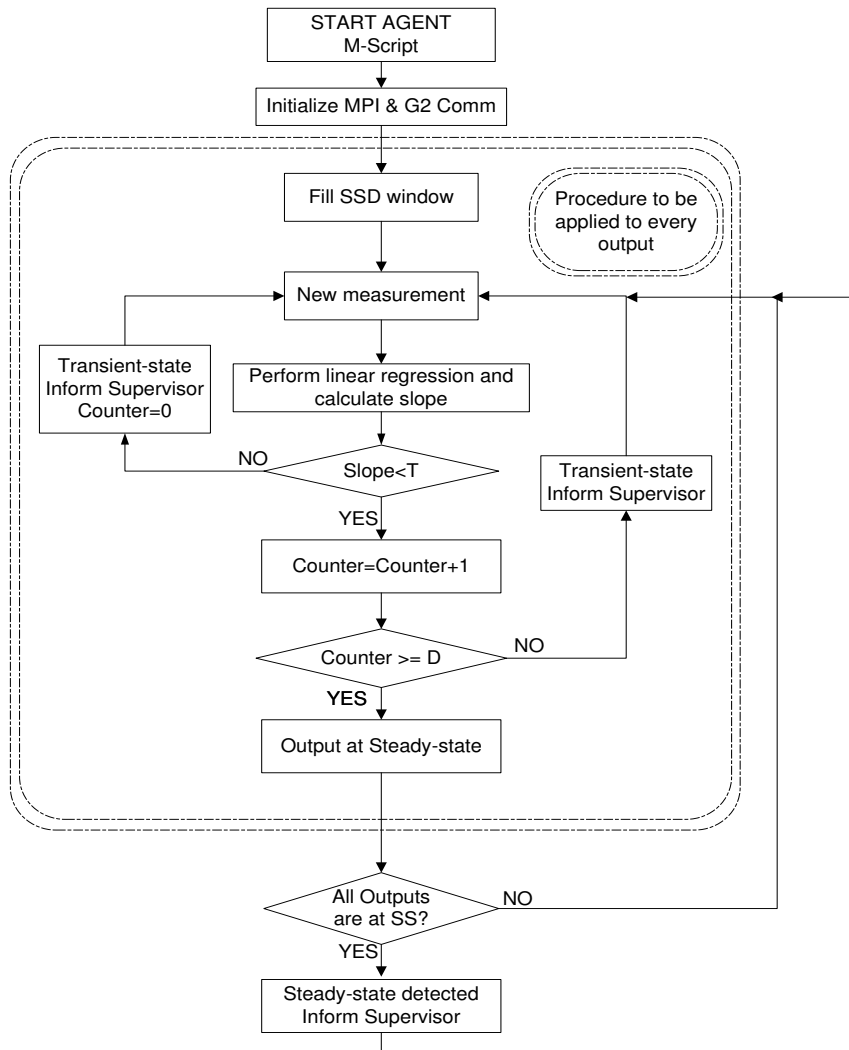 START AGENT
M-Script
Initialize MPI & G2 Comm
Fill SSD window
Procedure to be
applied to every
output
New measurement
Transient-state
Inform Supervisor
Counter=0
Perform linear regression and
calculate slope
NO
Slope<T
Transient-state
Inform Supervisor
YES
Counter=Counter+1
Counter >= D
NO
YES
Output at Steady-state
All Outputs
are at SS?
NO
YES
Steady-state detected
Inform Supervisor